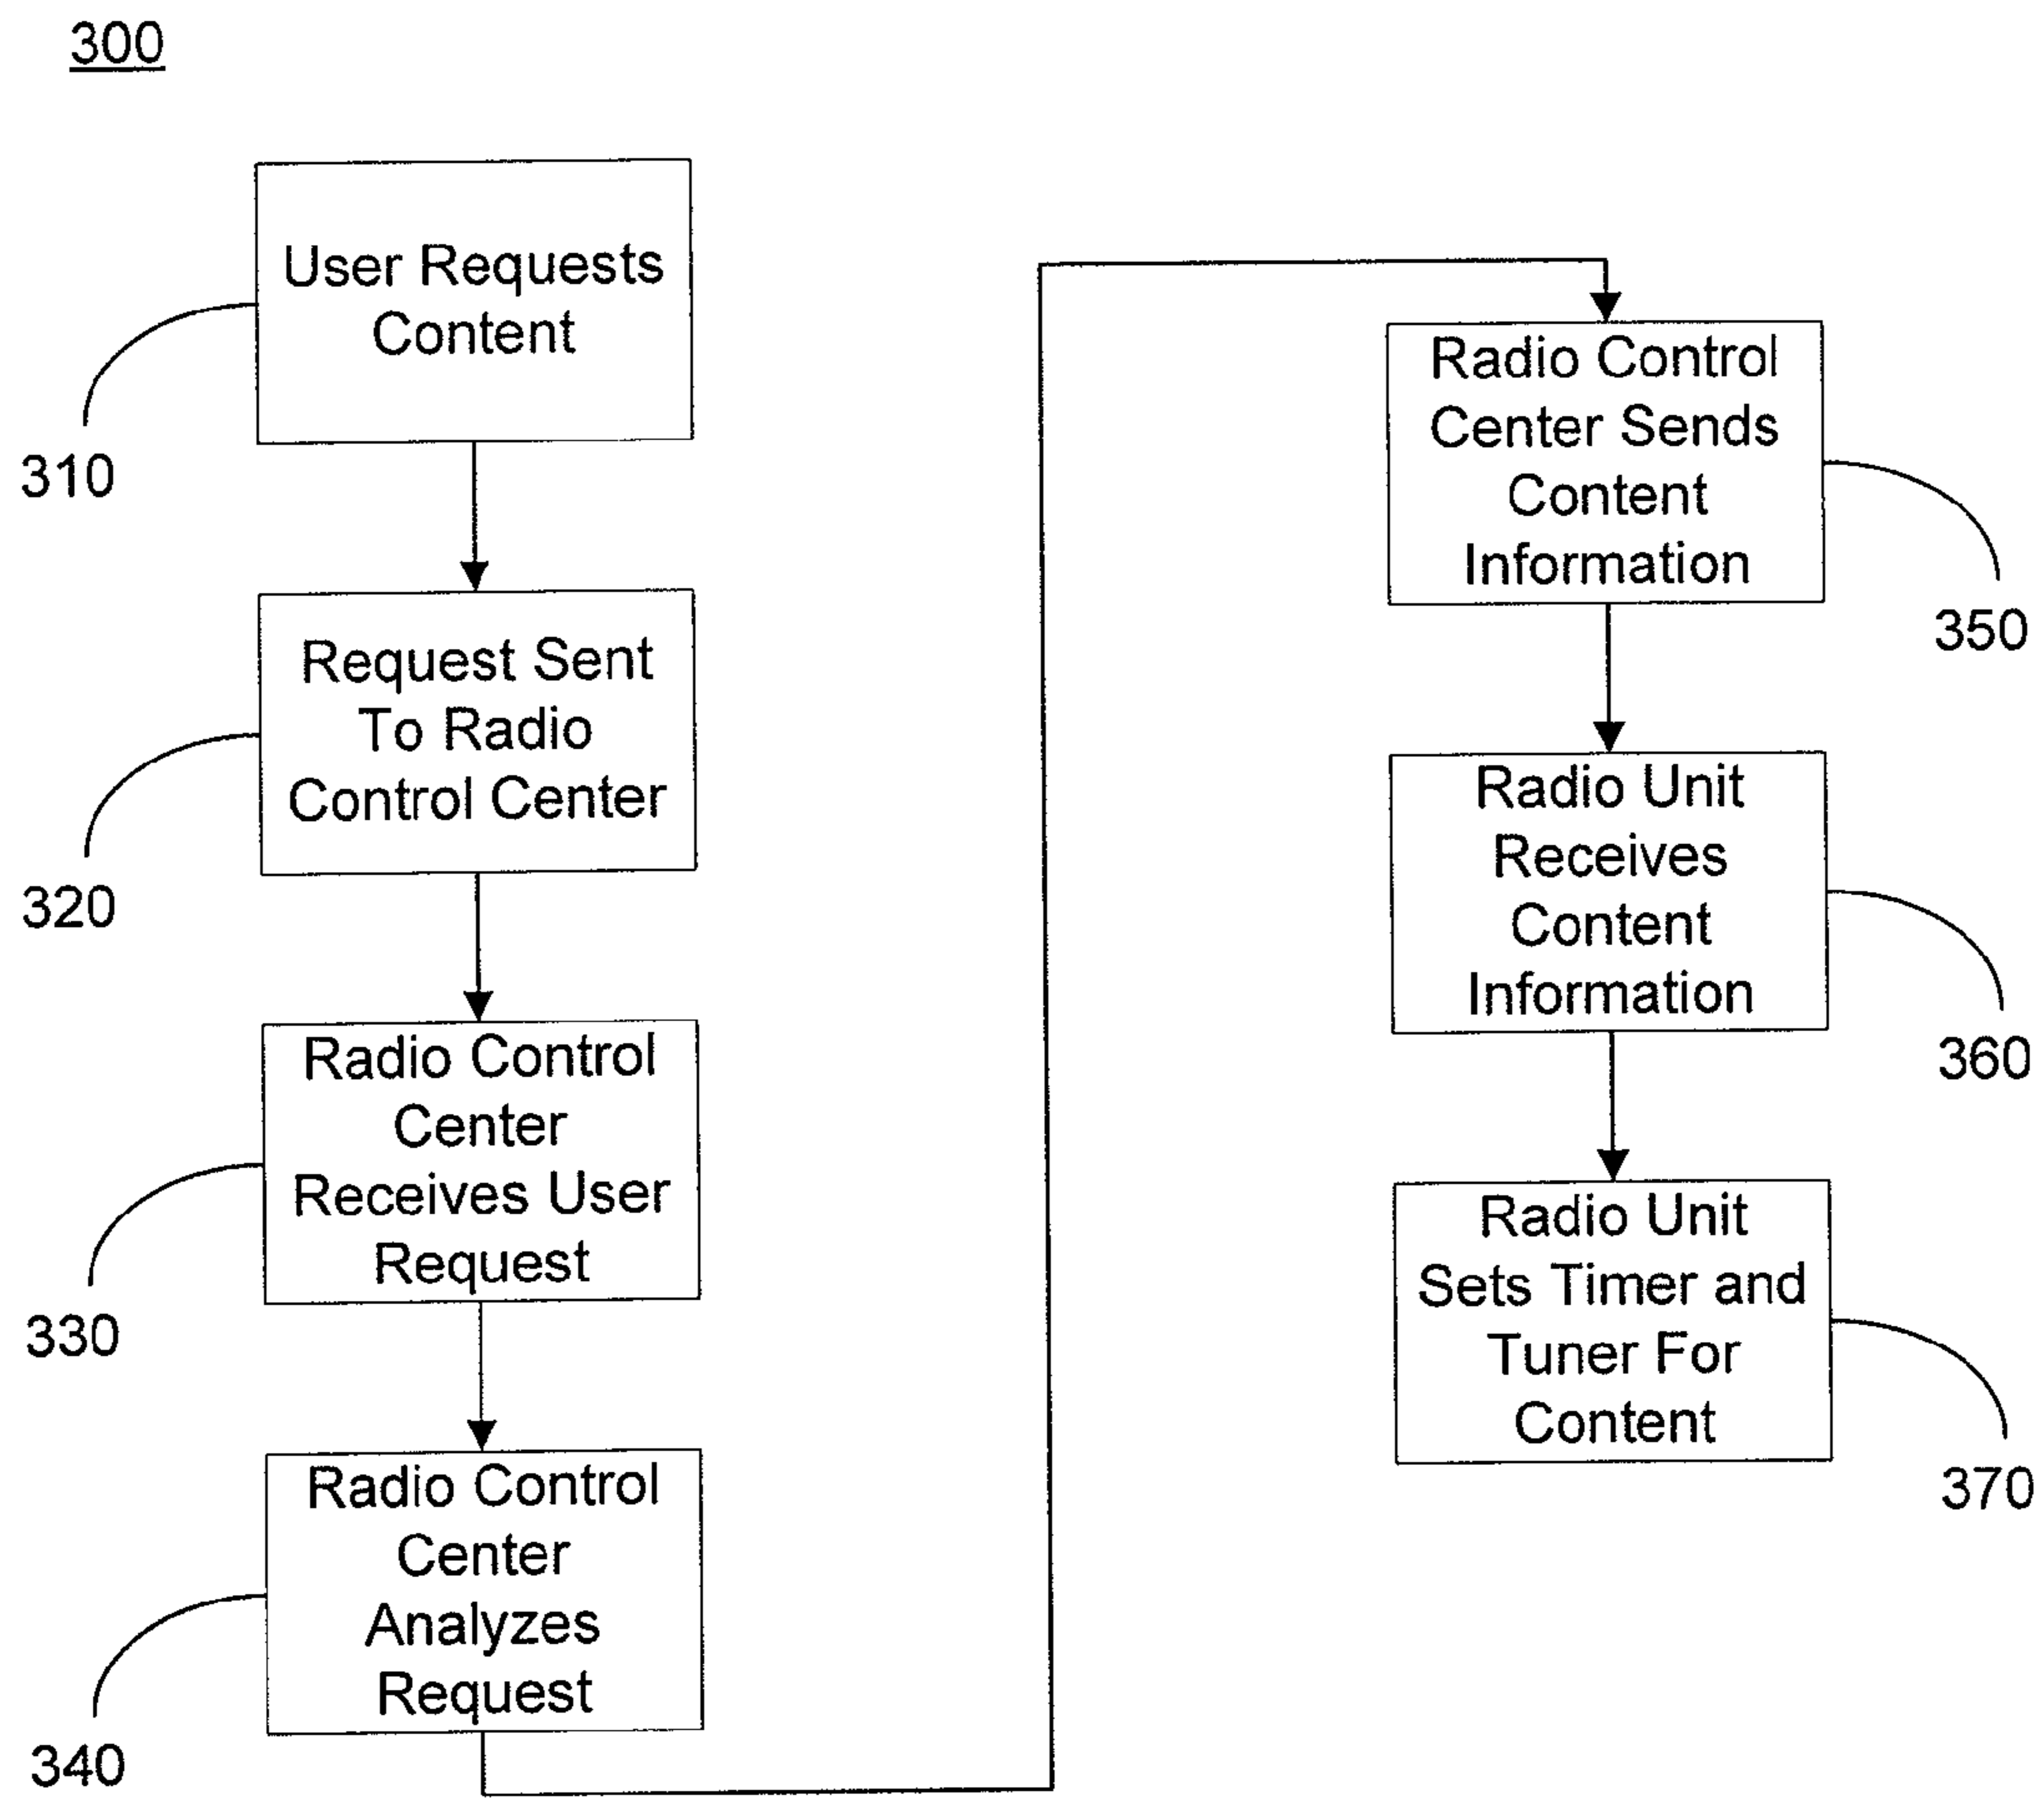 300
User Requests
Content
310
Request Sent
To Radio
Control Center
320
Radio Control
Center
Receives User
Request
330
Radio Control
Center
Analyzes
Request
340
Radio Control
Center Sends
Content
Information
350
Radio Unit
Receives
Content
Information
360
Radio Unit
Sets Timer and
Tuner For
Content
370